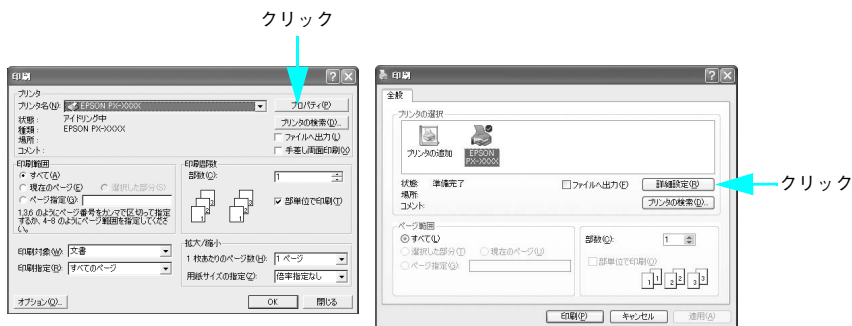 クリック
印刷
プリンタ
プリンタ名(N): EPSON PX-XXXX
プロパティ(P)
状態: アイドリング中
種類: EPSON PX-XXXX
場所:
コメント:
プリンタの検索(D)...
ファイルへ出力(L)
手差し両面印刷(X)
印刷範囲
すべて(A)
現在のページ(E) 選択した部分(S)
ページ指定(G):
1,3,6 のようにページ番号をカンマで区切って指定
するか、4-8 のようにページ範囲を指定してくださ
い。
印刷部数
部数(C): 1
部単位で印刷(T)
印刷対象(W): 文書
印刷指定(R): すべてのページ
拡大/縮小
1 枚あたりのページ数(H): 1 ページ
用紙サイズの指定(Z): 倍率指定なし
オプション(O)...
OK
閉じる
印刷
全般
プリンタの選択
プリンタの追加
EPSON
PX-XXXX
状態: 準備完了
場所:
コメント:
ファイルへ出力(F)
詳細設定(R)
クリック
プリンタの検索(D)...
ページ範囲
すべて(L)
選択した部分(T) 現在のページ(U)
ページ指定(G):
部数(C): 1
部単位で印刷(O)
11 22 33
印刷(P)
キャンセル
適用(A)